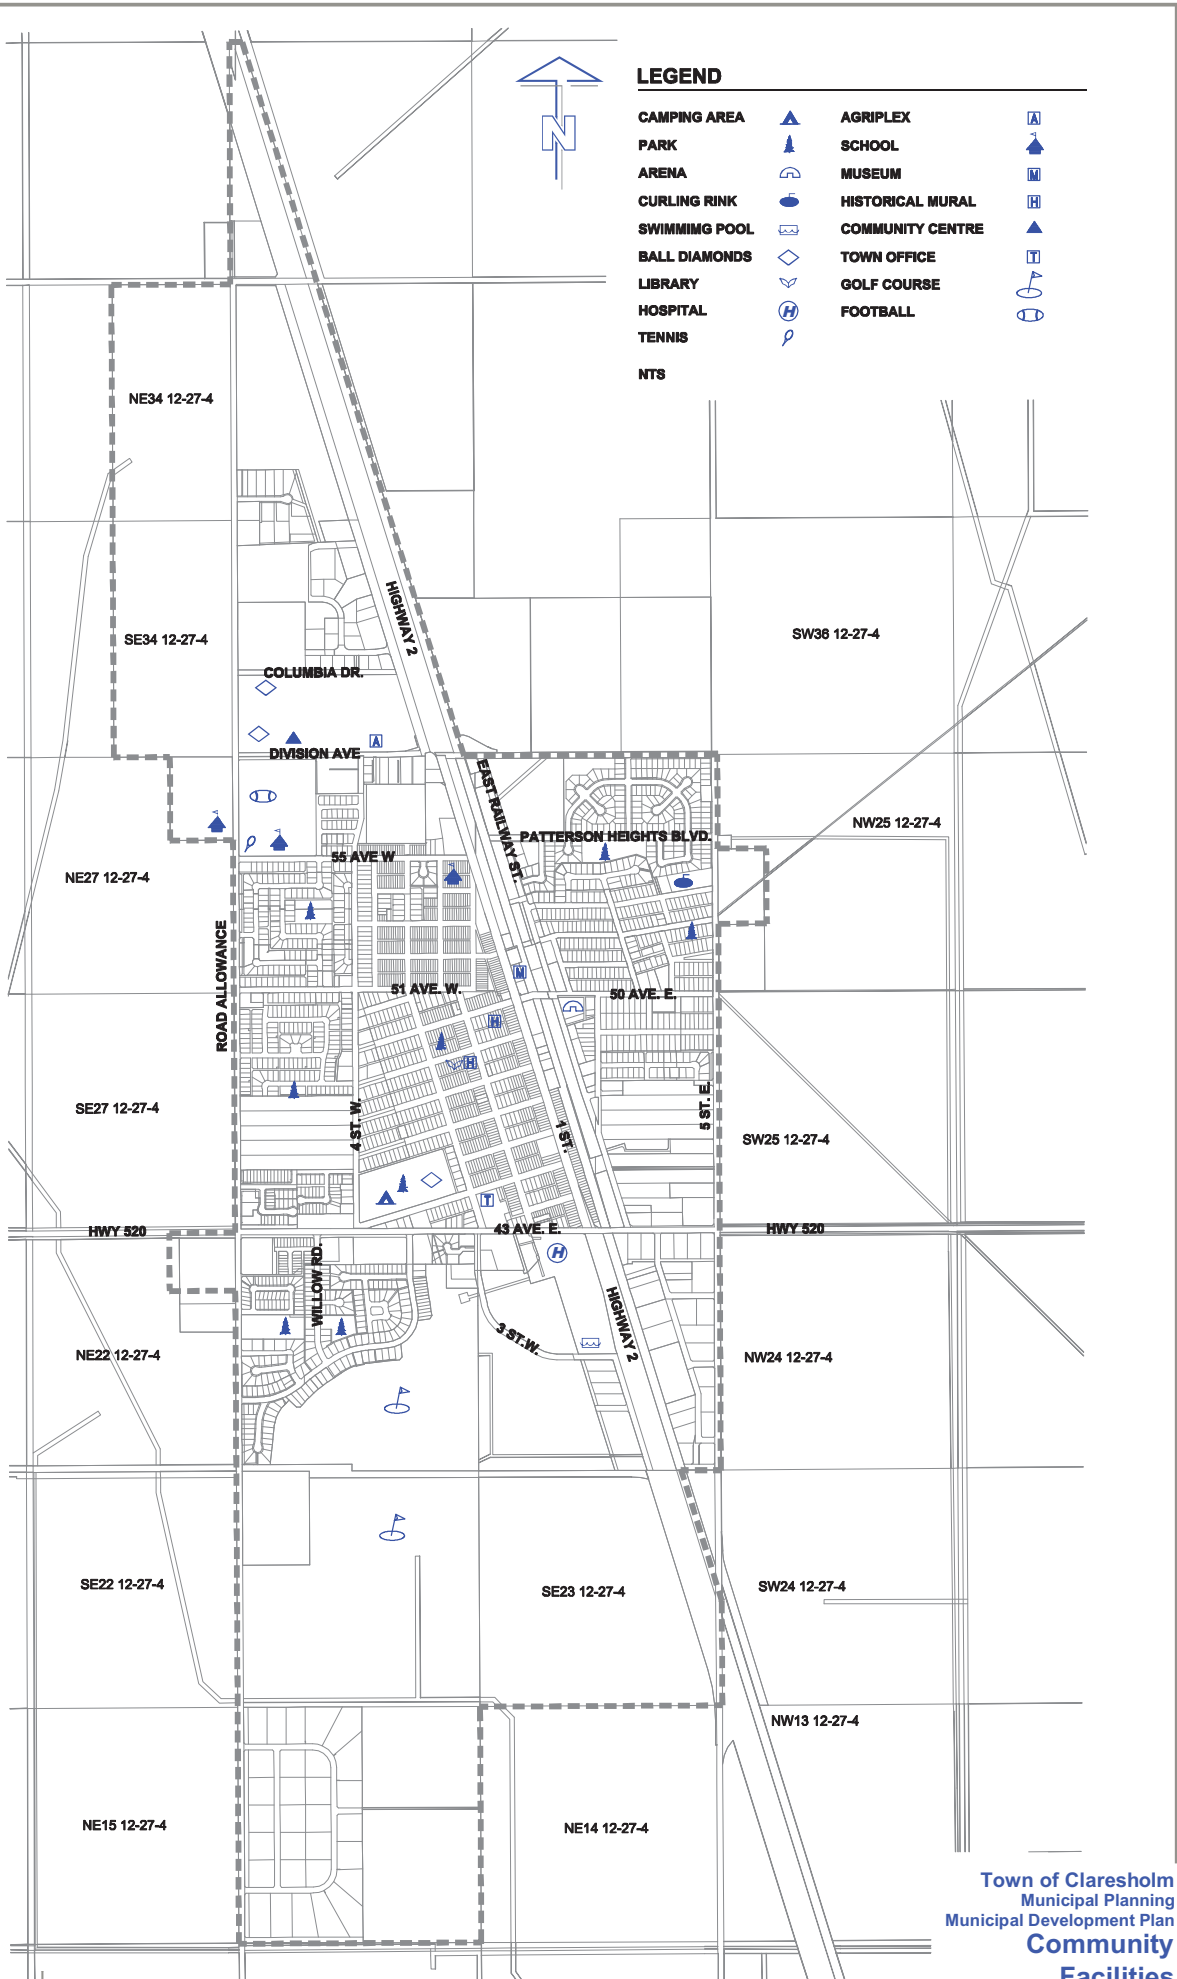 N
LEGEND
CAMPING AREA
PARK
ARENA
CURLING RINK
SWIMMIMG POOL
BALL DIAMONDS
LIBRARY
HOSPITAL
H
TENNIS
NTS
AGRIPLEX
A
SCHOOL
MUSEUM
M
HISTORICAL MURAL
H
COMMUNITY CENTRE
TOWN OFFICE
T
GOLF COURSE
FOOTBALL
NE34 12-27-4
HIGHWAY 2
SE34 12-27-4
SW36 12-27-4
COLUMBIA DR.
A
DIVISION AVE
EAST RAILWAY ST.
PATTERSON HEIGHTS BLVD.
NW25 12-27-4
55 AVE W
NE27 12-27-4
ROAD ALLOWANCE
M
51 AVE. W.
50 AVE. E.
H
H
SE27 12-27-4
4 ST. W.
1 ST.
5 ST. E.
SW25 12-27-4
T
HWY 520
43 AVE. E.
HWY 520
H
WILLOW RD.
HIGHWAY 2
3 ST.W.
NE22 12-27-4
NW24 12-27-4
SE22 12-27-4
SE23 12-27-4
SW24 12-27-4
NW13 12-27-4
NE15 12-27-4
NE14 12-27-4
Town of Claresholm
Municipal Planning
Municipal Development Plan
Community
Facilities